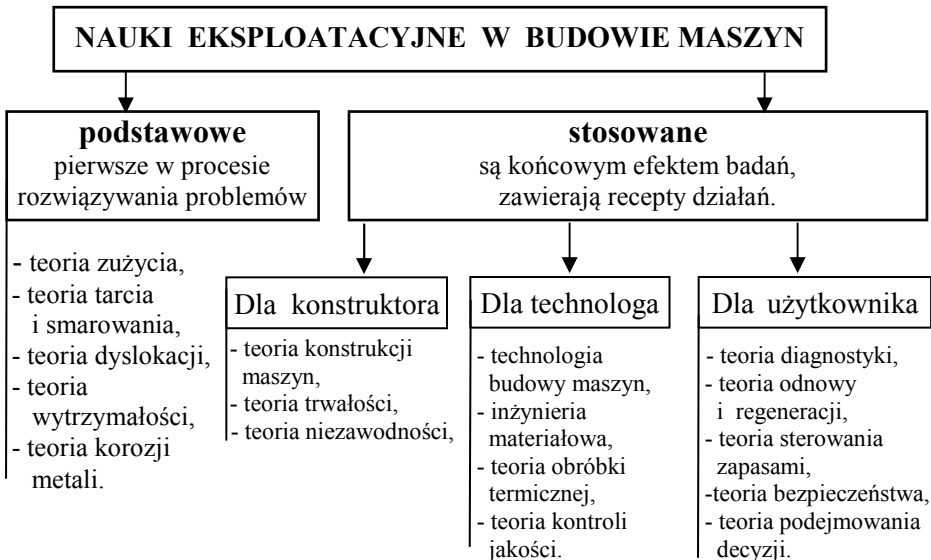 NAUKI EKSPLOATACYJNE W BUDOWIE MASZYN
podstawowe
pierwsze w procesie
rozwiązywania problemów
stosowane
są końcowym efektem badań,
zawierają recepty działań.
- teoria zużycia,
- teoria tarcia
i smarowania,
- teoria dyslokacji,
- teoria
wytrzymałości,
- teoria korozji
metali.
Dla konstruktora
- teoria konstrukcji
maszyn,
- teoria trwałości,
- teoria niezawodności,
Dla technologa
- technologia
budowy maszyn,
- inżynieria
materiałowa,
- teoria obróbki
termicznej,
- teoria kontroli
jakości.
Dla użytkownika
- teoria diagnostyki,
- teoria odnowy
i regeneracji,
- teoria sterowania
zapasami,
-teoria bezpieczeństwa,
- teoria podejmowania
decyzji.